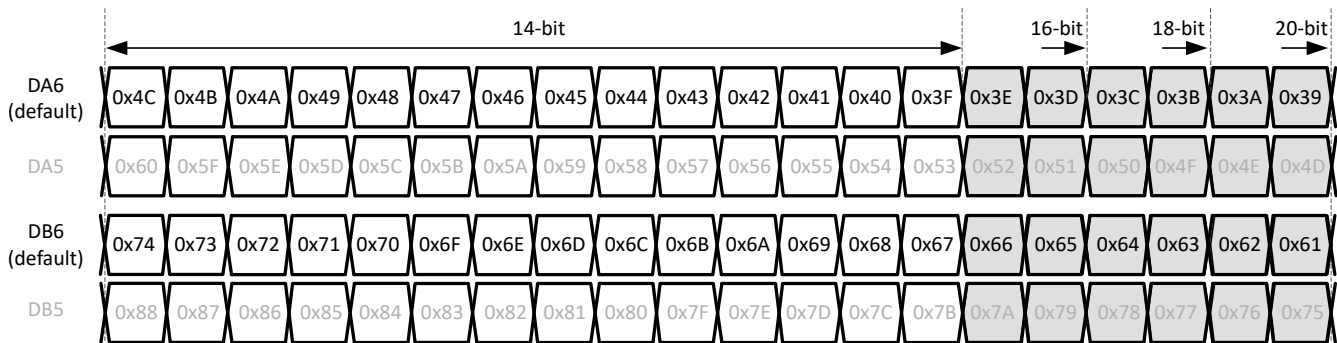 14-bit 16-bit 18-bit 20-bit
DA6
(default)
0x4C 0x4B 0x4A 0x49 0x48 0x47 0x46 0x45 0x44 0x43 0x42 0x41 0x40 0x3F 0x3E 0x3D 0x3C 0x3B 0x3A 0x39
DA5 0x60 0x5F 0x5E 0x5D 0x5C 0x5B 0x5A 0x59 0x58 0x57 0x56 0x55 0x54 0x53 0x52 0x51 0x50 0x4F 0x4E 0x4D
DB6
(default)
0x74 0x73 0x72 0x71 0x70 0x6F 0x6E 0x6D 0x6C 0x6B 0x6A 0x69 0x68 0x67 0x66 0x65 0x64 0x63 0x62 0x61
DB5 0x88 0x87 0x86 0x85 0x84 0x83 0x82 0x81 0x80 0x7F 0x7E 0x7D 0x7C 0x7B 0x7A 0x79 0x78 0x77 0x76 0x75